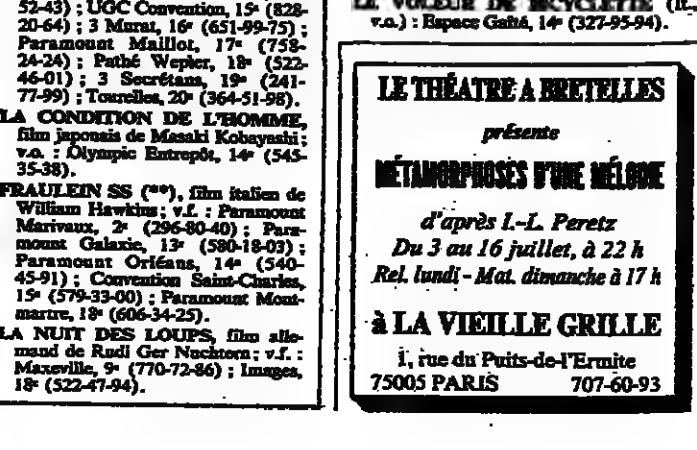 52-43) ; UGC Convention, 15ᵉ (828-
20-64) ; 3 Murat, 16ᵉ (651-99-75) ;
Paramount Maillot, 17ᵉ (758-
24-24) ; Pathé Wepler, 18ᵉ (522-
46-01) ; 3 Secrétans, 19ᵉ (241-
77-99) ; Tourelles, 20ᵉ (364-51-98).
LA CONDITION DE L'HOMME,
film japonais de Masaki Kobayashi ;
v.o. : Olympic Entrepôt, 14ᵉ (545-
35-38).
FRAULEIN SS (**), film italien de
William Hawkins ; v.f. : Paramount
Marivaux, 2ᵉ (296-80-40) ; Para-
mount Galaxie, 13ᵉ (580-18-03) ;
Paramount Orléans, 14ᵉ (540-
45-91) ; Convention Saint-Charles,
15ᵉ (579-33-00) ; Paramount Mont-
martre, 18ᵉ (606-34-25).
LA NUIT DES LOUPS, film alle-
mand de Rudi Ger Nuchtern ; v.f. :
Maxeville, 9ᵉ (770-72-86) ; Images,
18ᵉ (522-47-94).
LE VOLEUR DE BICYCLETTE (It.,
v.o.) : Espace Gaîté, 14ᵉ (327-95-94).
LE THÉATRE A BRETELLES
présente
MÉTAMORPHOSES D'UNE MÉLODIE
d'après I.-L. Peretz
Du 3 au 16 juillet, à 22 h
Rel. lundi - Mat. dimanche à 17 h
à LA VIEILLE GRILLE
1, rue du Puits-de-l'Ermite
75005 PARIS 707-60-93